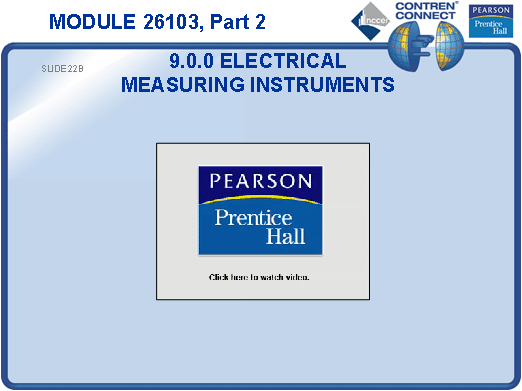 MODULE 26103, Part 2
nccer
CONTREN®
CONNECT
PEARSON
Prentice
Hall
SLIDE 22B
9.0.0 ELECTRICAL
MEASURING INSTRUMENTS
PEARSON
Prentice
Hall
Click here to watch video.